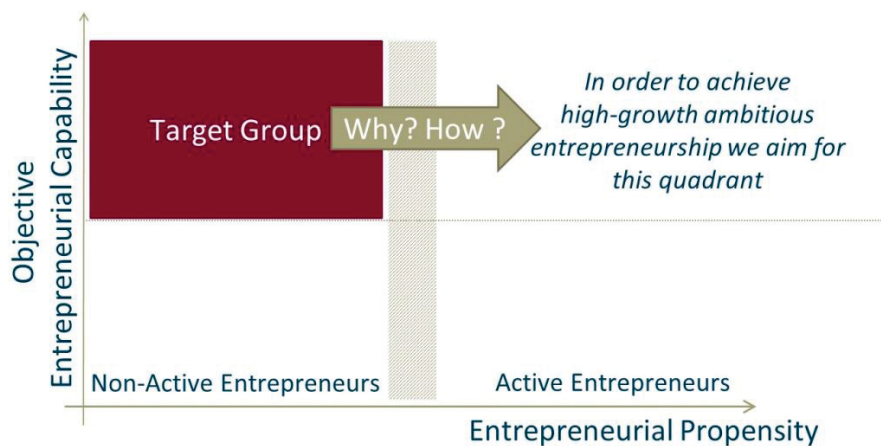 Objective
Entrepreneurial Capability
Target Group
Why? How ?
In order to achieve
high-growth ambitious
entrepreneurship we aim for
this quadrant
Non-Active Entrepreneurs
Active Entrepreneurs
Entrepreneurial Propensity